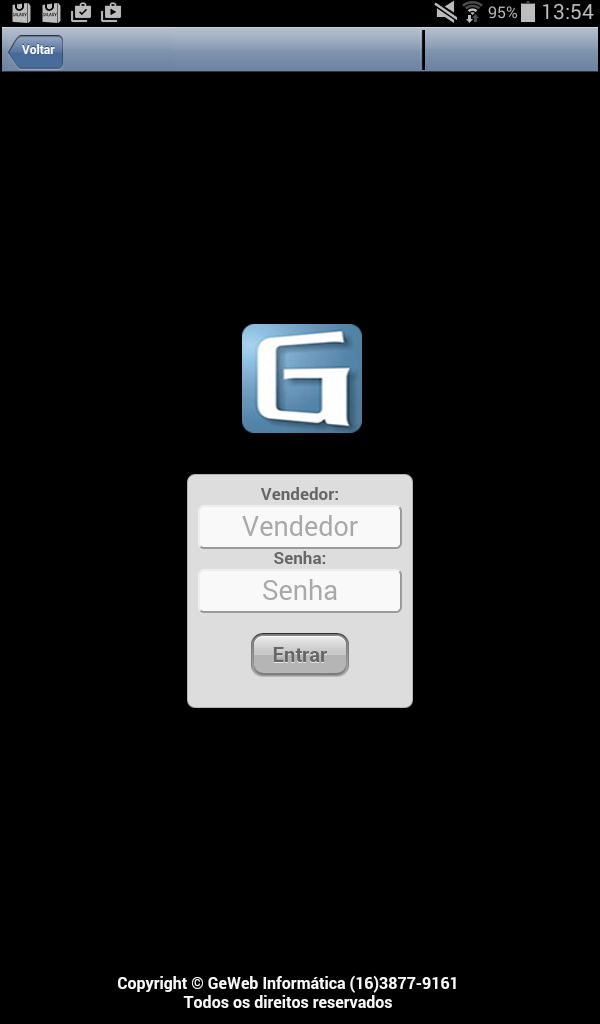 95% 13:54
Voltar
G
Vendedor:
Vendedor
Senha:
Senha
Entrar
Copyright © GeWeb Informática (16)3877-9161
Todos os direitos reservados